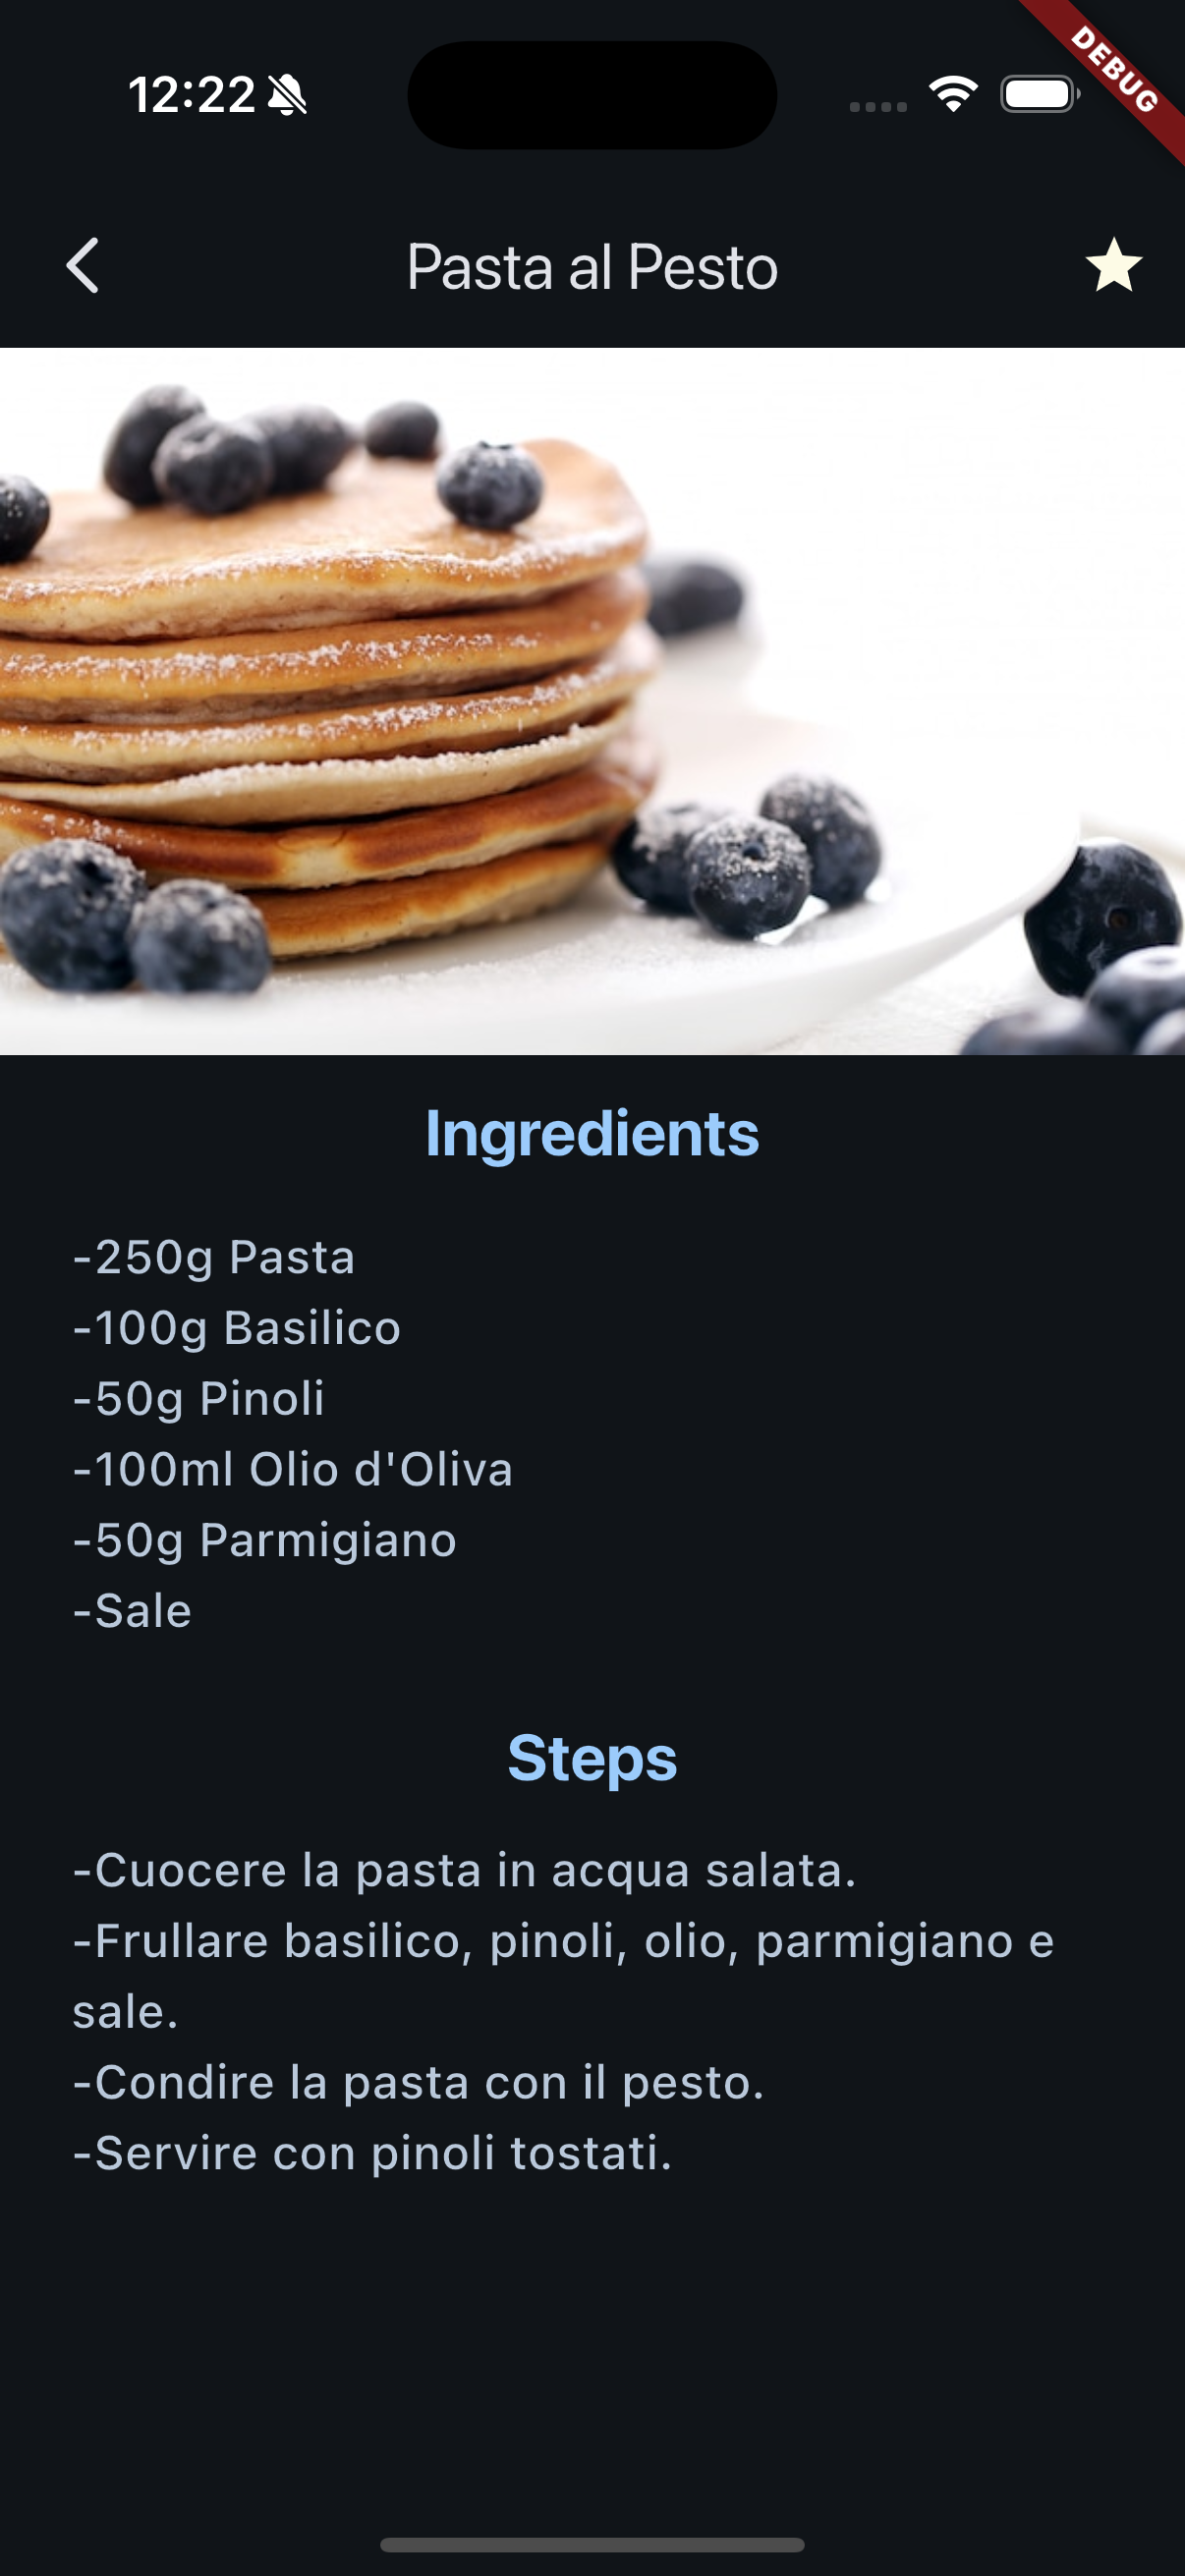 12:22
DEBUG
Pasta al Pesto
Ingredients
-250g Pasta
-100g Basilico
-50g Pinoli
-100ml Olio d'Oliva
-50g Parmigiano
-Sale
Steps
-Cuocere la pasta in acqua salata.
-Frullare basilico, pinoli, olio, parmigiano e
sale.
-Condire la pasta con il pesto.
-Servire con pinoli tostati.